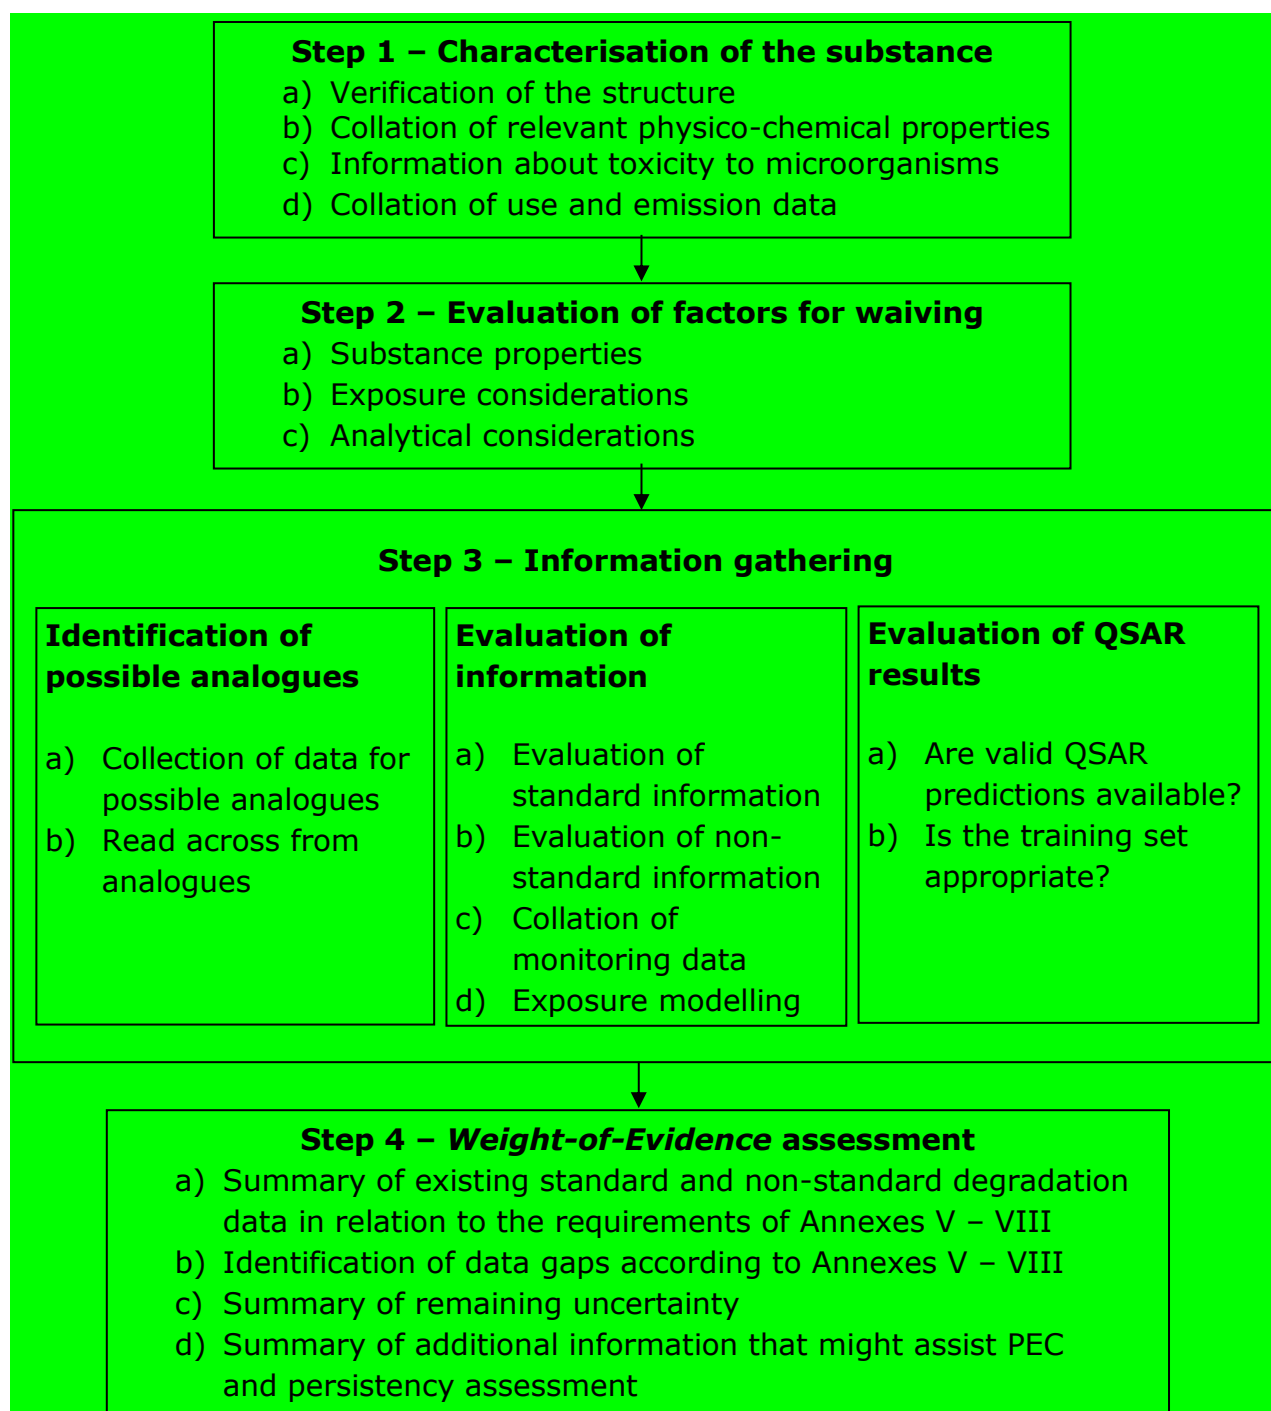 Step 1 – Characterisation of the substance
a) Verification of the structure
b) Collation of relevant physico-chemical properties
c) Information about toxicity to microorganisms
d) Collation of use and emission data
Step 2 – Evaluation of factors for waiving
a) Substance properties
b) Exposure considerations
c) Analytical considerations
Step 3 – Information gathering
Identification of
possible analogues
a) Collection of data for
possible analogues
b) Read across from
analogues
Evaluation of
information
a) Evaluation of
standard information
b) Evaluation of non-
standard information
c) Collation of
monitoring data
d) Exposure modelling
Evaluation of QSAR
results
a) Are valid QSAR
predictions available?
b) Is the training set
appropriate?
Step 4 – Weight-of-Evidence assessment
a) Summary of existing standard and non-standard degradation
data in relation to the requirements of Annexes V – VIII
b) Identification of data gaps according to Annexes V – VIII
c) Summary of remaining uncertainty
d) Summary of additional information that might assist PEC
and persistency assessment